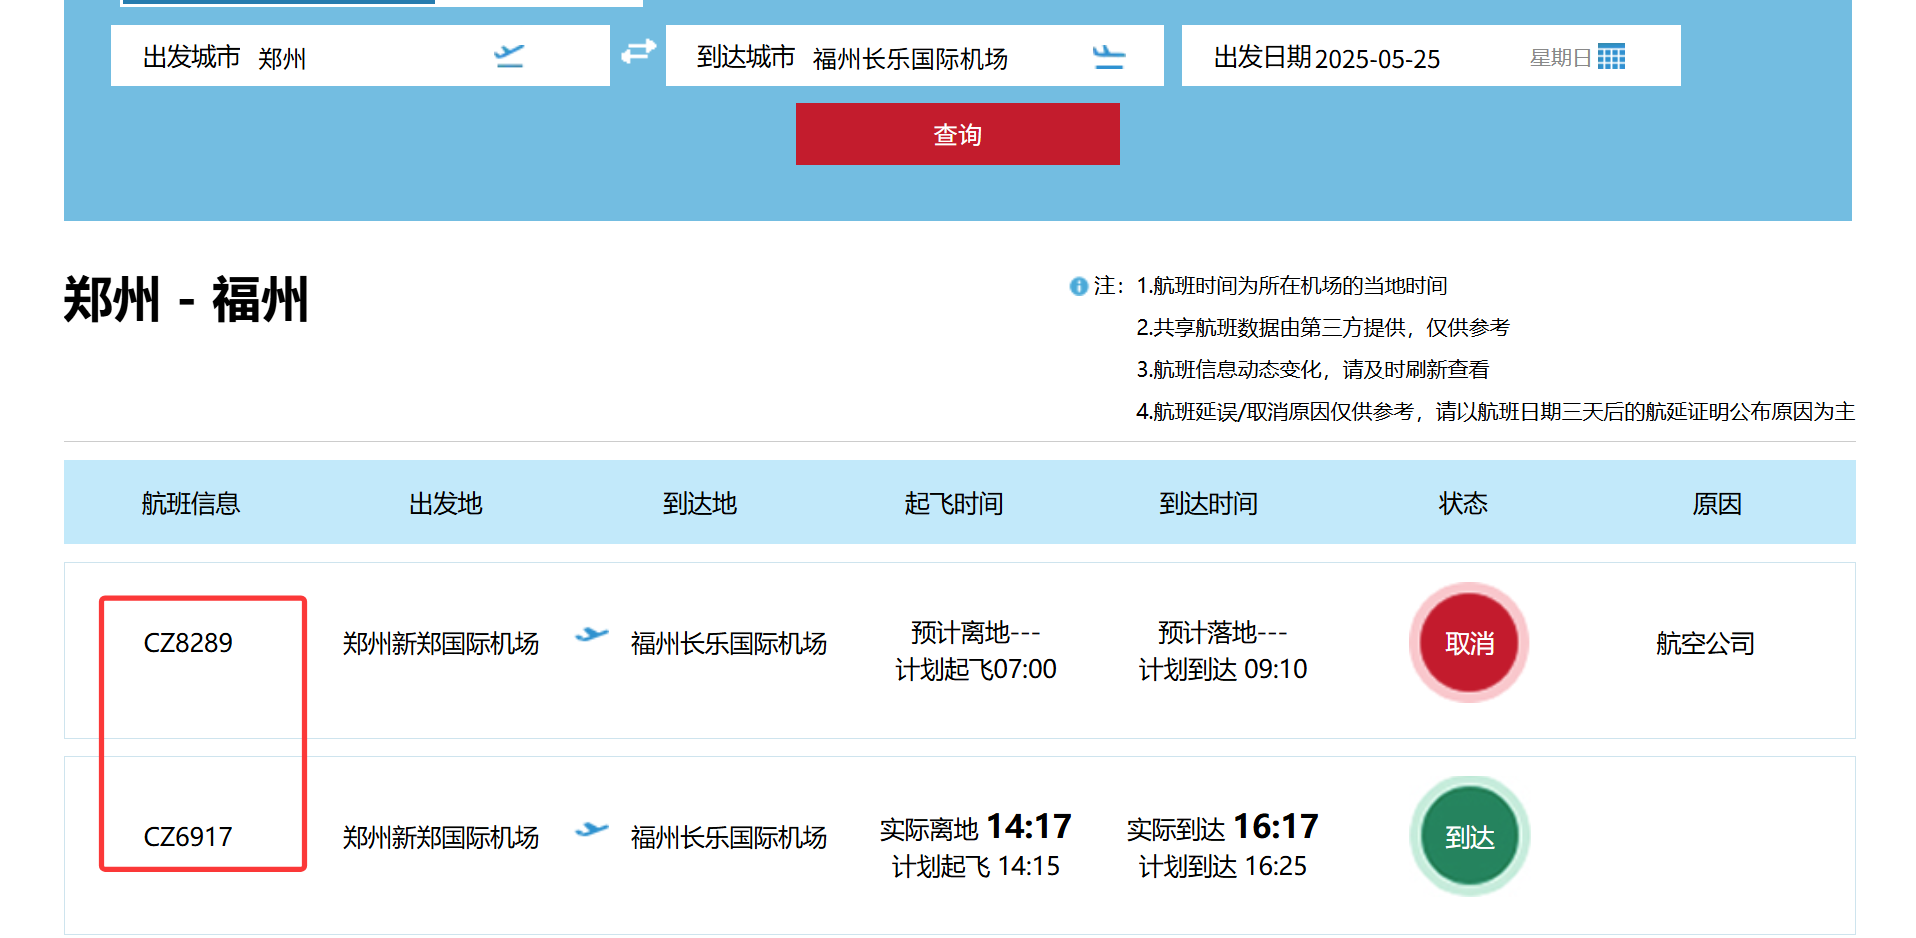 出发城市 郑州
到达城市 福州长乐国际机场
出发日期 2025-05-25 星期日
查询
郑州 - 福州
注： 1.航班时间为所在机场的当地时间
2.共享航班数据由第三方提供，仅供参考
3.航班信息动态变化，请及时刷新查看
4.航班延误/取消原因仅供参考，请以航班日期三天后的航延证明公布原因为主
航班信息 出发地 到达地 起飞时间 到达时间 状态 原因
CZ8289 郑州新郑国际机场 福州长乐国际机场 预计离地--- 预计落地--- 取消 航空公司
计划起飞07:00 计划到达 09:10
CZ6917 郑州新郑国际机场 福州长乐国际机场 实际离地 14:17 实际到达 16:17 到达
计划起飞 14:15 计划到达 16:25